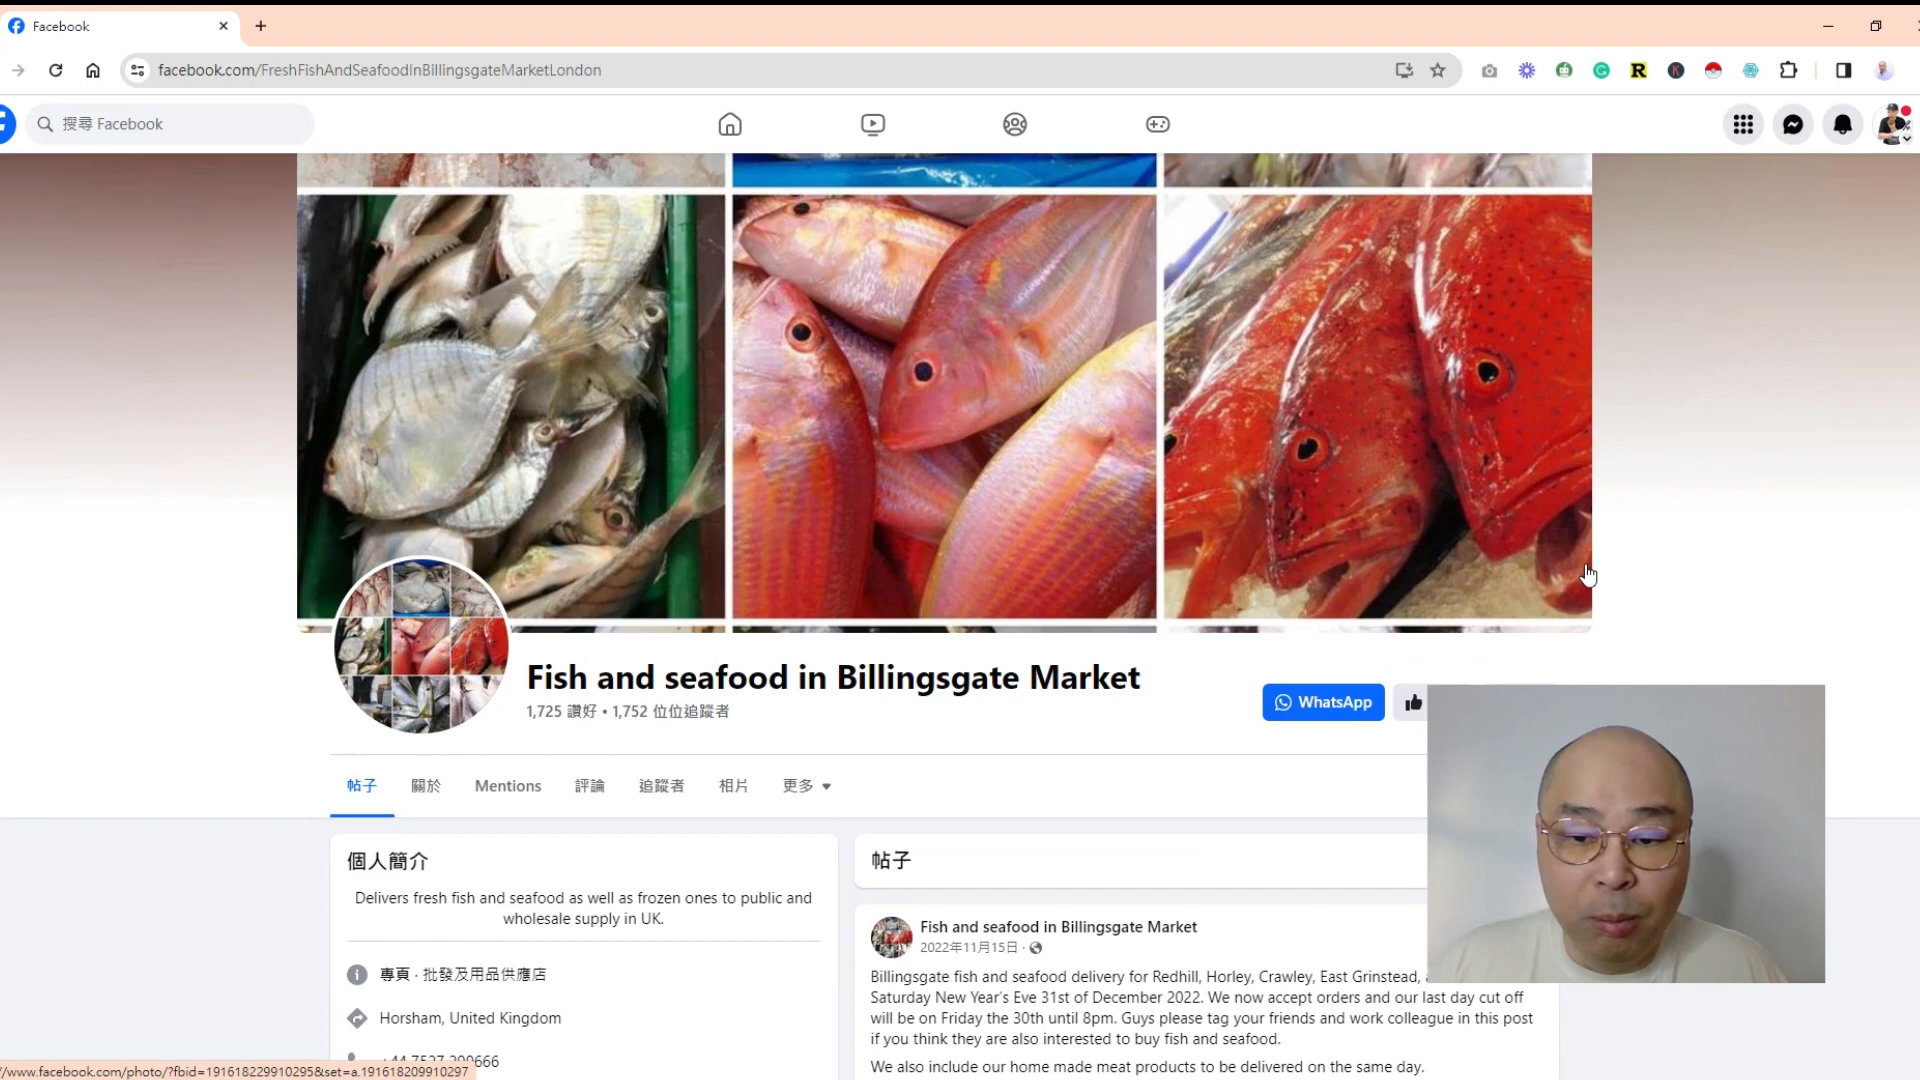 Facebook
facebook.com/FreshFishAndSeafoodInBillingsgateMarketLondon
搜尋 Facebook
Fish and seafood in Billingsgate Market
1,725 讚好 • 1,752 位位追蹤者
WhatsApp
帖子 關於 Mentions 評論 追蹤者 相片 更多
個人簡介
Delivers fresh fish and seafood as well as frozen ones to public and
wholesale supply in UK.
專頁 · 批發及用品供應店
Horsham, United Kingdom
/www.facebook.com/photo/?fbid=191618229910295&set=a.191618209910297
帖子
Fish and seafood in Billingsgate Market
2022年11月15日 ·
Billingsgate fish and seafood delivery for Redhill, Horley, Crawley, East Grinstead,
Saturday New Year's Eve 31st of December 2022. We now accept orders and our last day cut off
will be on Friday the 30th until 8pm. Guys please tag your friends and work colleague in this post
if you think they are also interested to buy fish and seafood.
We also include our home made meat products to be delivered on the same day.